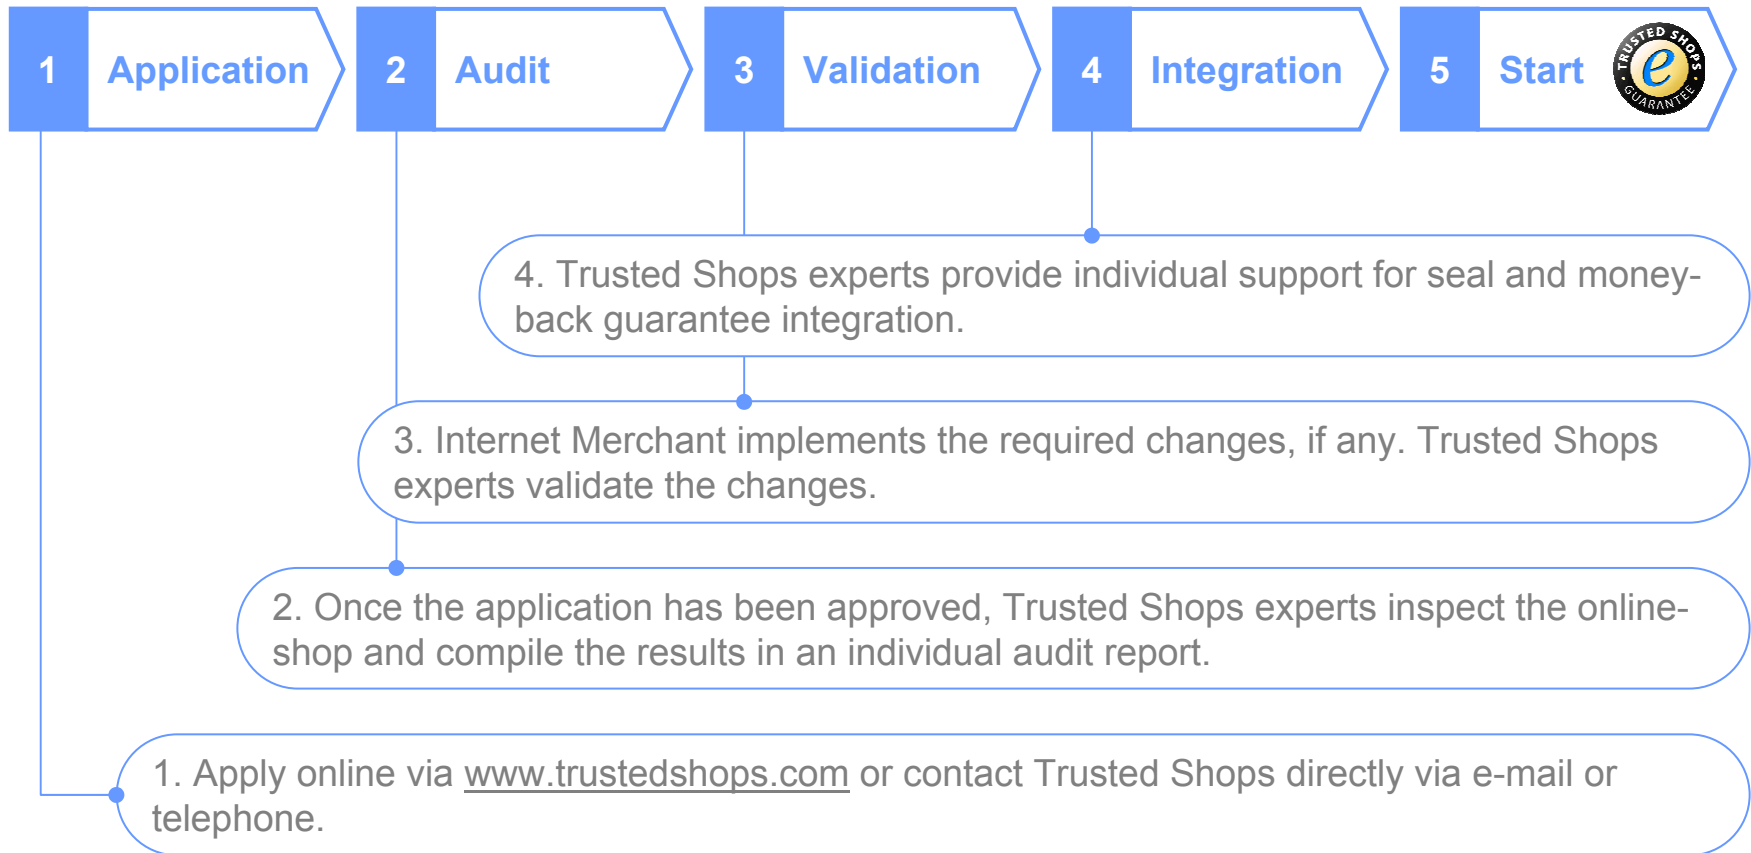 1 Application 2 Audit 3 Validation 4 Integration 5 Start TRUSTED SHOPS e GUARANTEE
4. Trusted Shops experts provide individual support for seal and money-
back guarantee integration.
3. Internet Merchant implements the required changes, if any. Trusted Shops
experts validate the changes.
2. Once the application has been approved, Trusted Shops experts inspect the online-
shop and compile the results in an individual audit report.
1. Apply online via www.trustedshops.com or contact Trusted Shops directly via e-mail or
telephone.